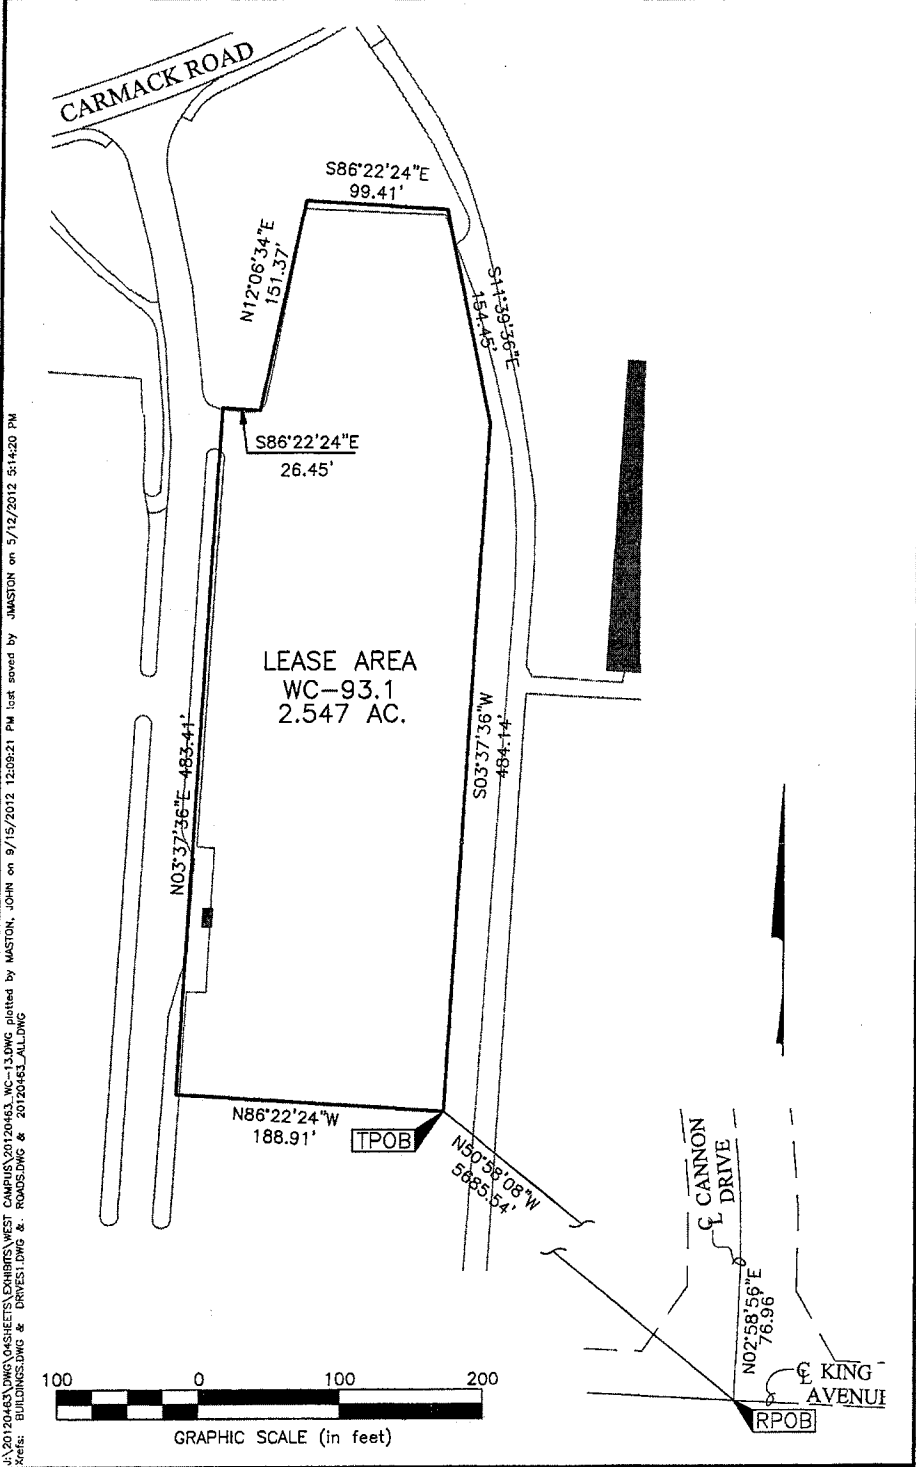 CARMACK ROAD
S86°22'24"E
99.41'
N12°06'34"E
151.37'
S11°39'36"E
154.45'
S86°22'24"E
26.45'
LEASE AREA
WC-93.1
2.547 AC.
N03°37'36"E 483.41'
S03°37'36"W
484.14'
N86°22'24"W
188.91'
TPOB
N50°58'08"W
5685.54'
℄ CANNON
DRIVE
N02°58'56"E
76.96'
℄ KING
AVENUE
RPOB
100 0 100 200
GRAPHIC SCALE (in feet)
J:\20120463\DWG\04SHEETS\EXHIBITS\WEST CAMPUS\20120463_WC-13.DWG plotted by MASTON, JOHN on 9/15/2012 12:09:21 PM last saved by JMASTON on 5/12/2012 5:14:20 PM
Xrefs: BUILDINGS.DWG & DRIVES1.DWG & ROADS.DWG & 20120463_ALL.DWG